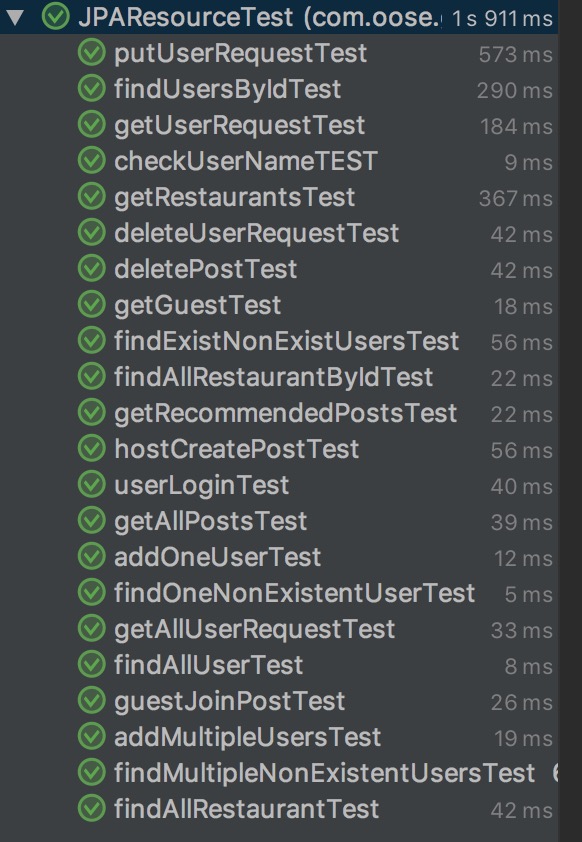 JPAResourceTest (com.oose. 1 s 911 ms
putUserRequestTest 573 ms
findUsersByIdTest 290 ms
getUserRequestTest 184 ms
checkUserNameTEST 9 ms
getRestaurantsTest 367 ms
deleteUserRequestTest 42 ms
deletePostTest 42 ms
getGuestTest 18 ms
findExistNonExistUsersTest 56 ms
findAllRestaurantByIdTest 22 ms
getRecommendedPostsTest 22 ms
hostCreatePostTest 56 ms
userLoginTest 40 ms
getAllPostsTest 39 ms
addOneUserTest 12 ms
findOneNonExistentUserTest 5 ms
getAllUserRequestTest 33 ms
findAllUserTest 8 ms
guestJoinPostTest 26 ms
addMultipleUsersTest 19 ms
findMultipleNonExistentUsersTest
findAllRestaurantTest 42 ms